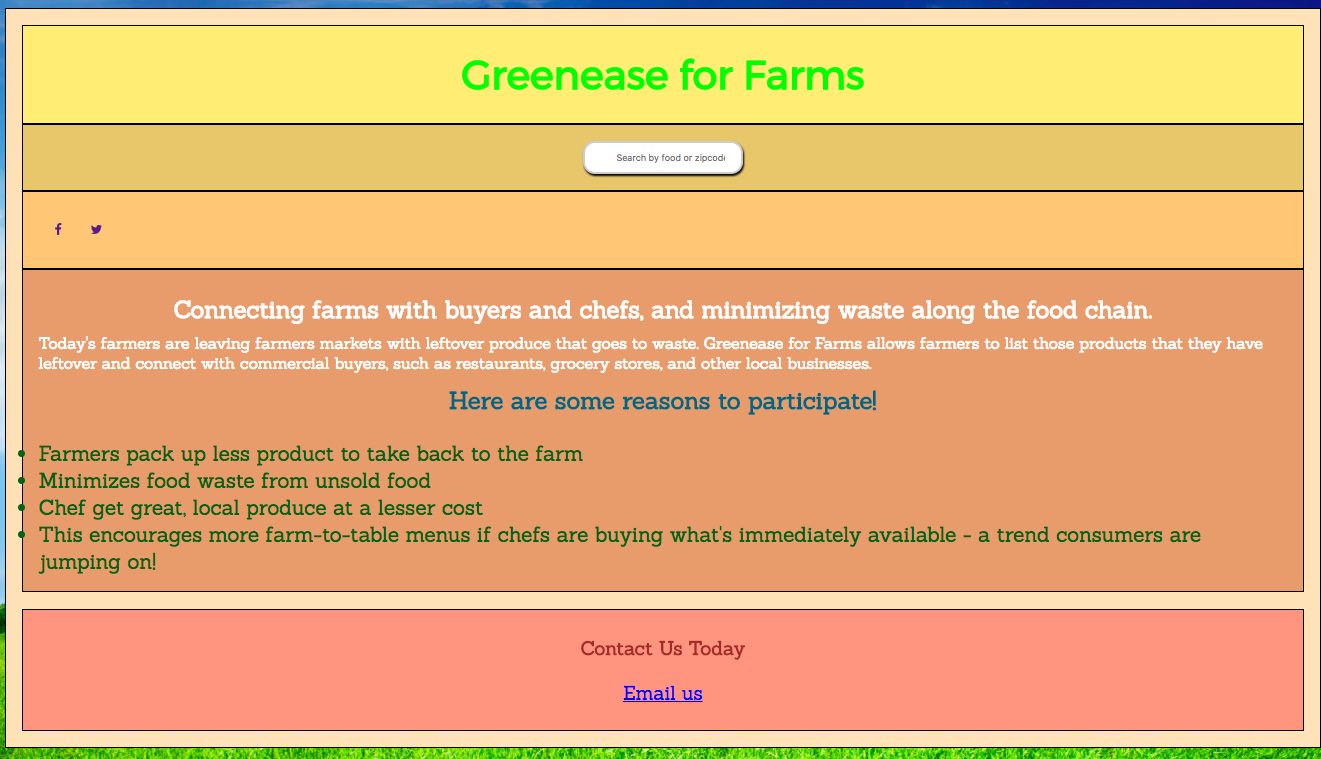 Greenease for Farms
Search by food or zipcod
Connecting farms with buyers and chefs, and minimizing waste along the food chain.
Today's farmers are leaving farmers markets with leftover produce that goes to waste. Greenease for Farms allows farmers to list those products that they have
leftover and connect with commercial buyers, such as restaurants, grocery stores, and other local businesses.
Here are some reasons to participate!
Farmers pack up less product to take back to the farm
Minimizes food waste from unsold food
Chef get great, local produce at a lesser cost
This encourages more farm-to-table menus if chefs are buying what's immediately available - a trend consumers are
jumping on!
Contact Us Today
Email us